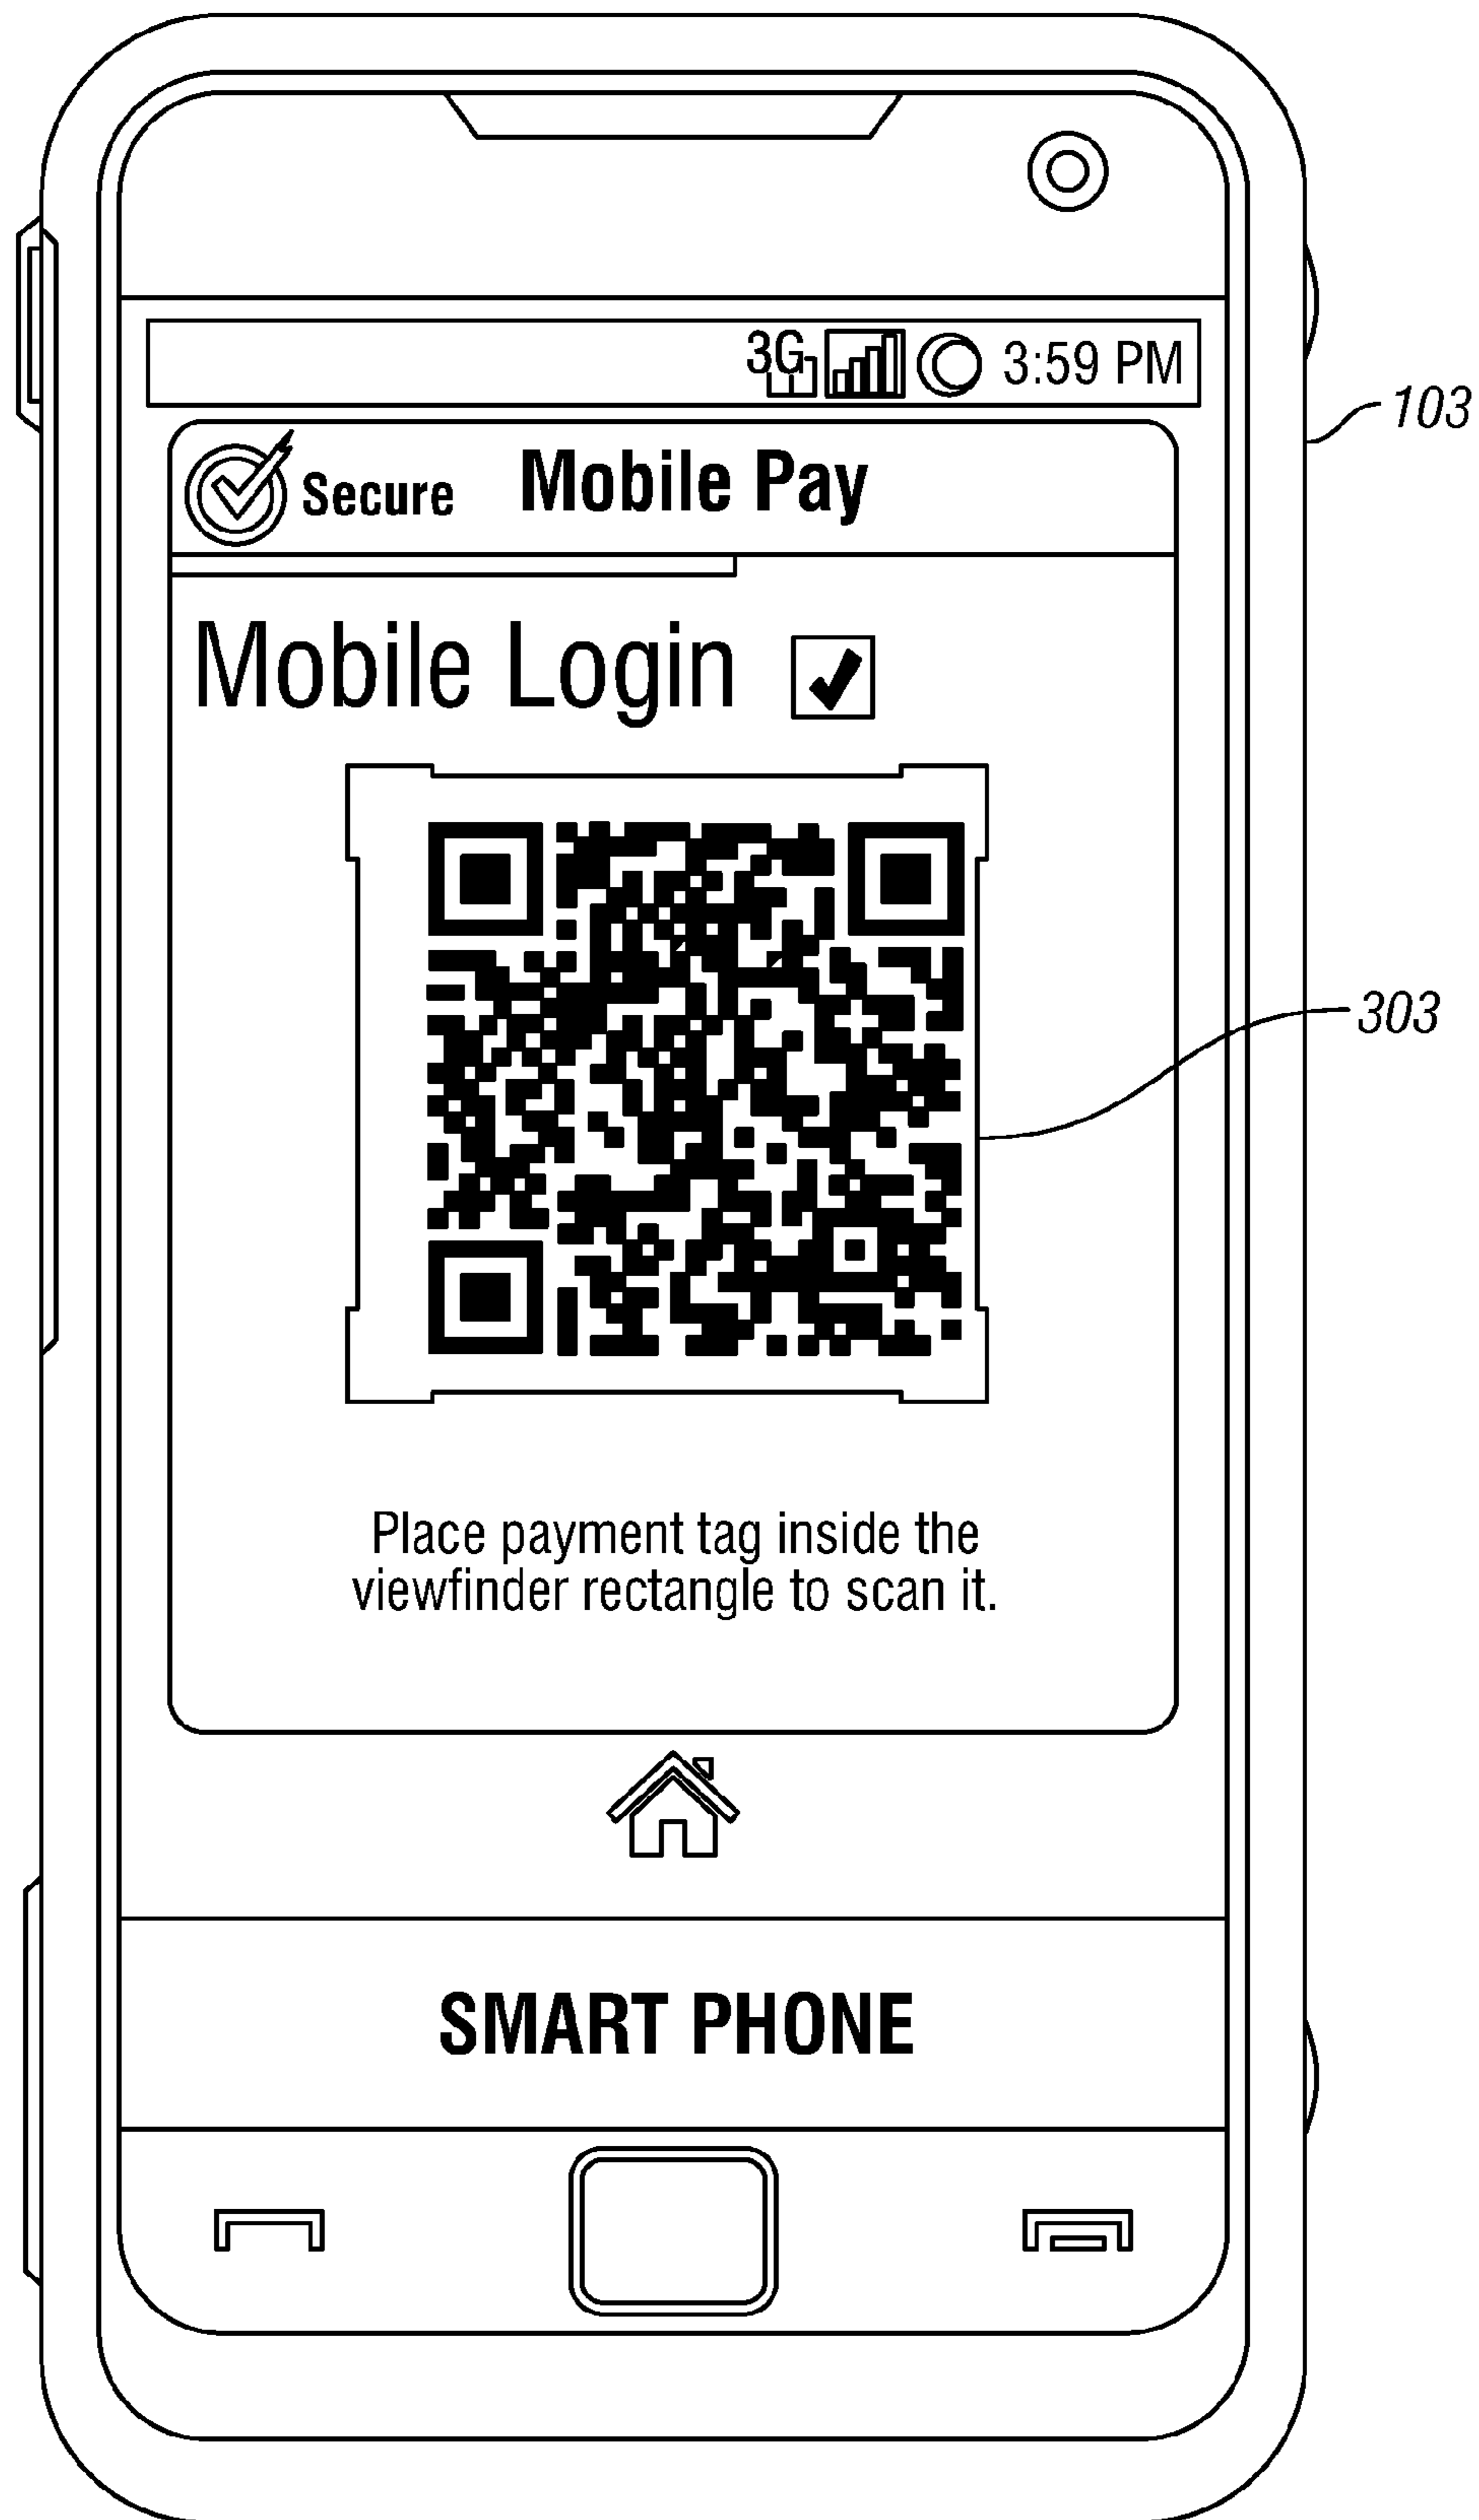 3G 3:59 PM
103
Secure Mobile Pay
Mobile Login
303
Place payment tag inside the
viewfinder rectangle to scan it.
SMART PHONE